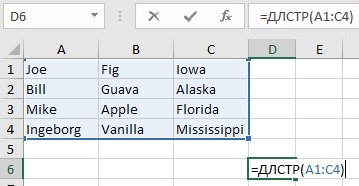 D6 =ДЛСТР(A1:C4)
A B C D E
1 Joe Fig Iowa
2 Bill Guava Alaska
3 Mike Apple Florida
4 Ingeborg Vanilla Mississippi
5
6 =ДЛСТР(A1:C4)